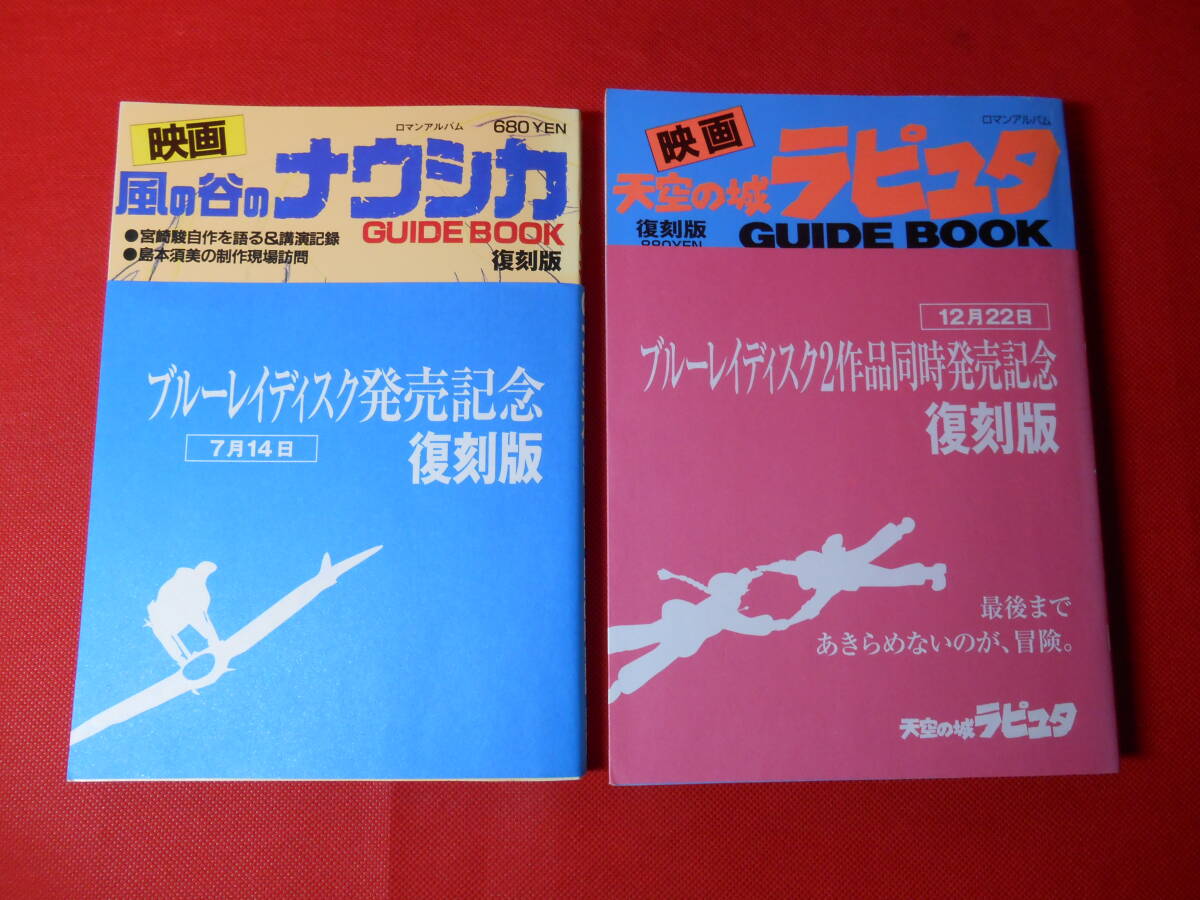 映画
ロマンアルバム
680YEN
風の谷のナウシカ
GUIDE BOOK
●宮崎駿自作を語る&講演記録
●島本須美の制作現場訪問
復刻版
ブルーレイディスク発売記念
7月14日
復刻版
ロマンアルバム
映画
天空の城ラピュタ
復刻版
880YEN
GUIDE BOOK
12月22日
ブルーレイディスク2作品同時発売記念
復刻版
最後まで
あきらめないのが、冒険。
天空の城ラピュタ